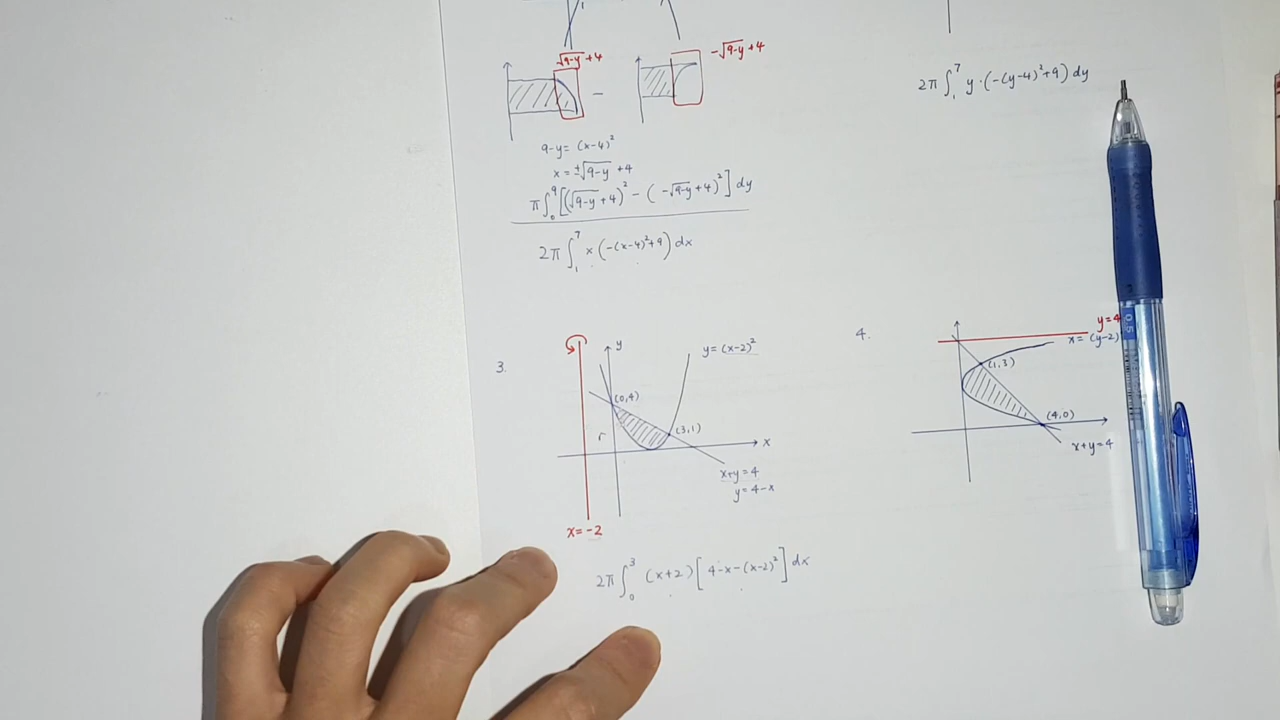 √9-y + 4
-√9-y + 4
−
9-y = (x-4)²
x = ±√9-y + 4
π∫₀⁹[(√9-y + 4)² - (-√9-y + 4)²] dy
2π∫₁⁷ x (-(x-4)²+9) dx
2π∫₁⁷ y·(-(y-4)²+9) dy
3.
y
y = (x-2)²
(0,4)
r
(3,1)
x
x+y = 4
y = 4-x
x = -2
2π∫₀³ (x+2)[4-x-(x-2)²] dx
4.
y=4
x = (y-2)
(1,3)
(4,0)
x+y=4
0.5